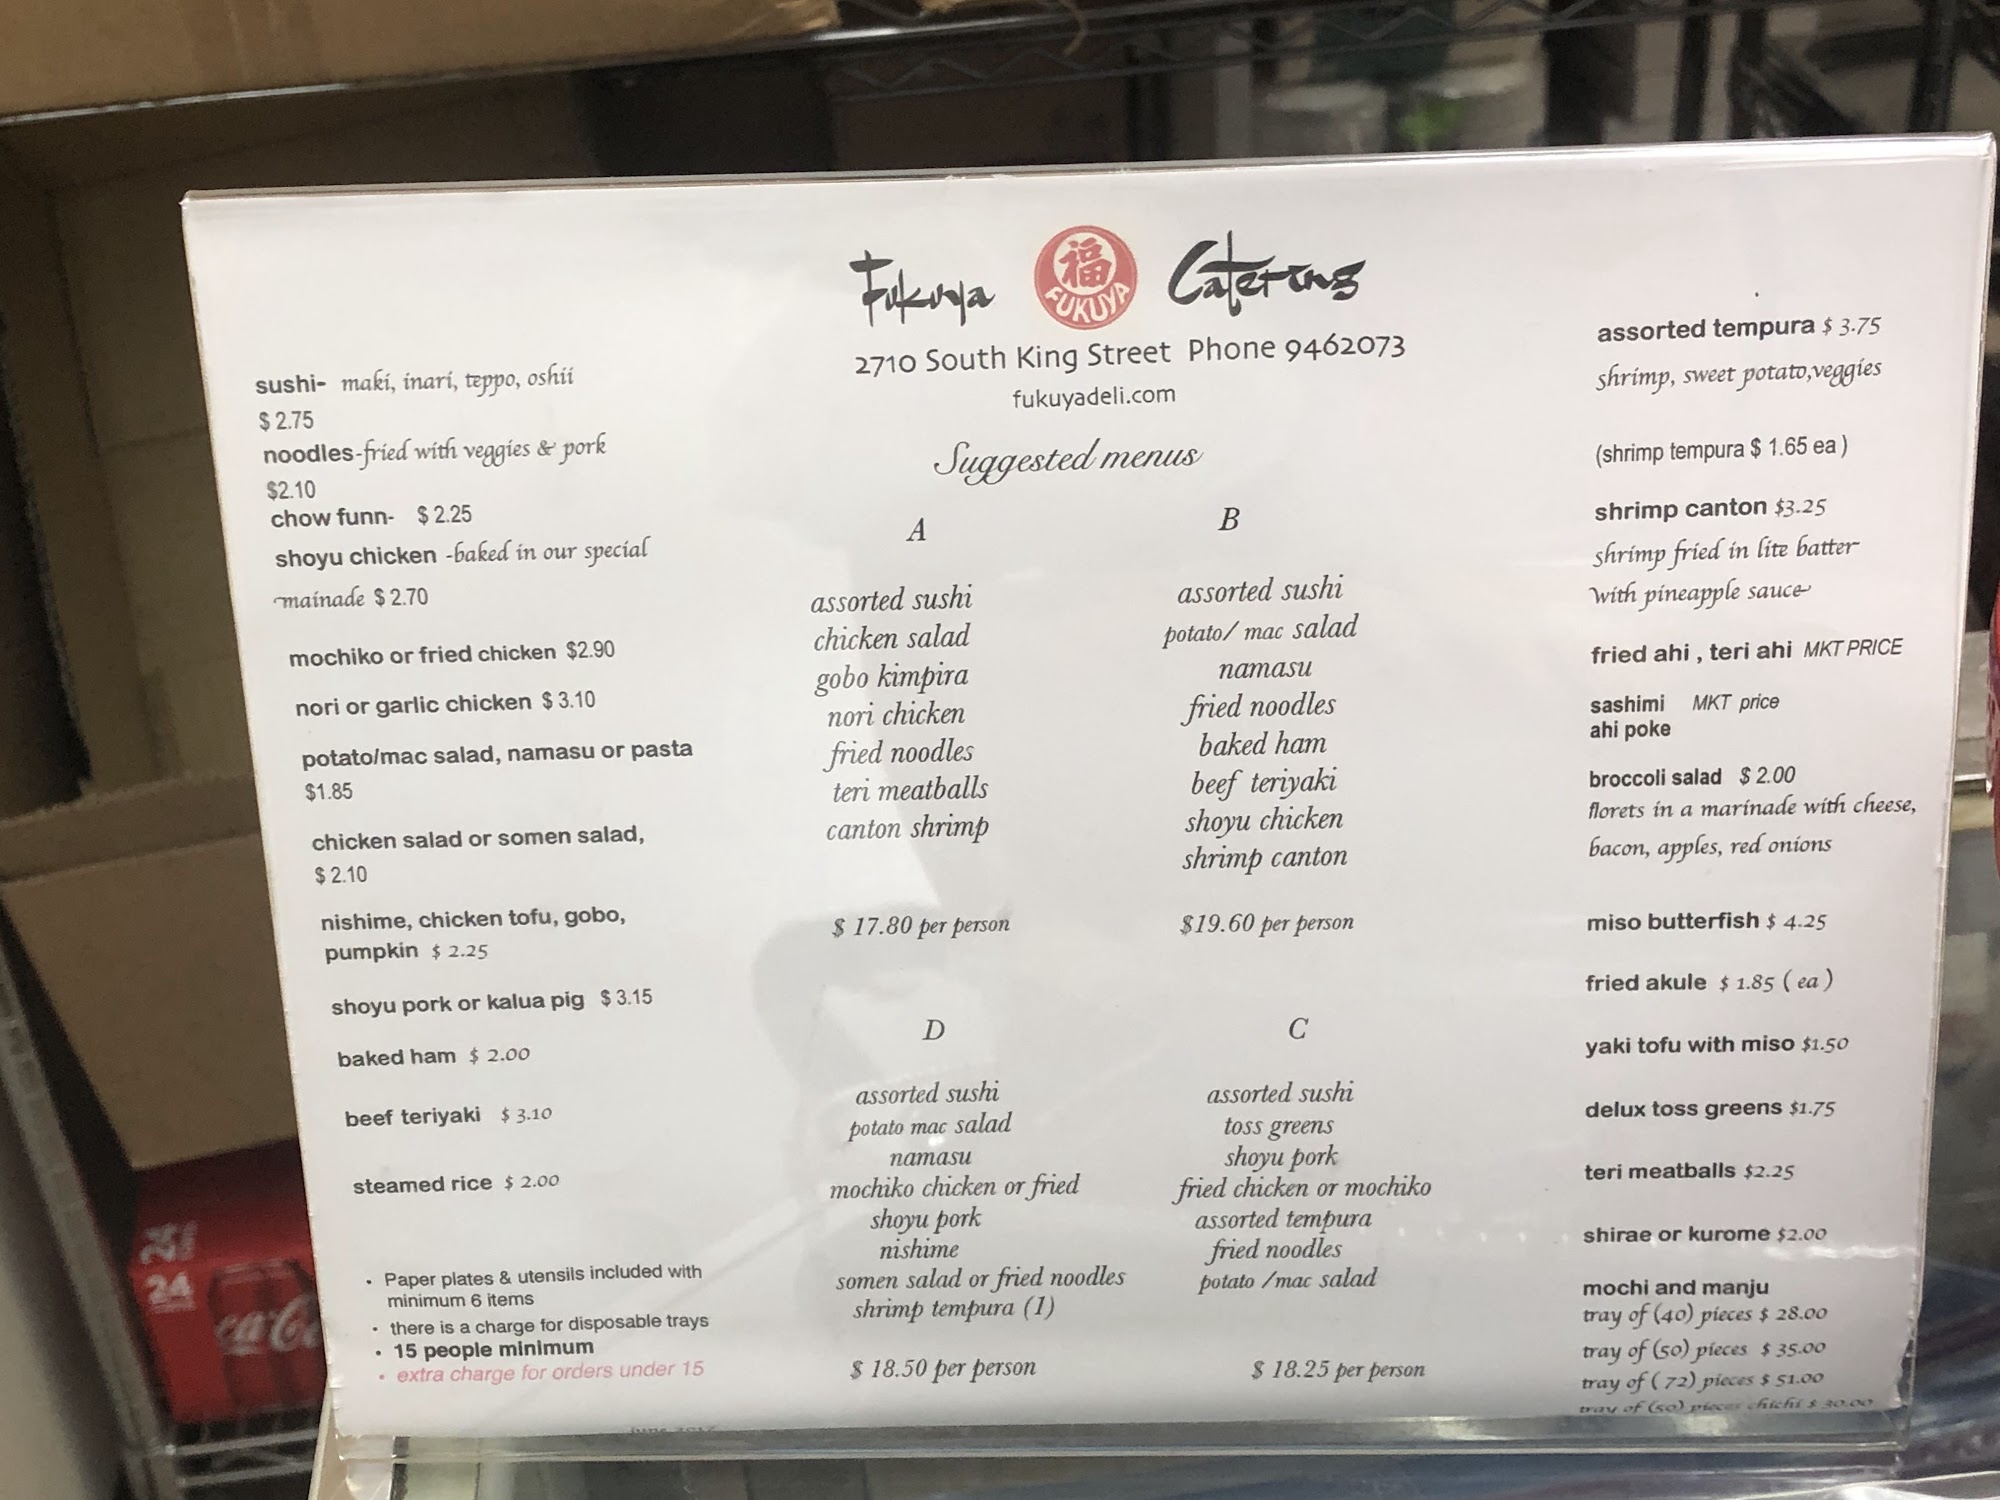 Fukuya 福 FUKUYA Catering
2710 South King Street Phone 9462073
fukuyadeli.com
Suggested menus
sushi- maki, inari, teppo, oshii
$ 2.75
noodles-fried with veggies & pork
$2.10
chow funn- $ 2.25
shoyu chicken -baked in our special
mainade $ 2.70
mochiko or fried chicken $2.90
nori or garlic chicken $ 3.10
potato/mac salad, namasu or pasta
$1.85
chicken salad or somen salad,
$ 2.10
nishime, chicken tofu, gobo,
pumpkin $ 2.25
shoyu pork or kalua pig $ 3.15
baked ham $ 2.00
beef teriyaki $ 3.10
steamed rice $ 2.00
• Paper plates & utensils included with
minimum 6 items
• there is a charge for disposable trays
• 15 people minimum
• extra charge for orders under 15
June 2017
A
assorted sushi
chicken salad
gobo kimpira
nori chicken
fried noodles
teri meatballs
canton shrimp
$ 17.80 per person
B
assorted sushi
potato/ mac salad
namasu
fried noodles
baked ham
beef teriyaki
shoyu chicken
shrimp canton
$19.60 per person
D
assorted sushi
potato mac salad
namasu
mochiko chicken or fried
shoyu pork
nishime
somen salad or fried noodles
shrimp tempura (1)
$ 18.50 per person
C
assorted sushi
toss greens
shoyu pork
fried chicken or mochiko
assorted tempura
fried noodles
potato /mac salad
$ 18.25 per person
assorted tempura $ 3.75
shrimp, sweet potato,veggies
(shrimp tempura $ 1.65 ea )
shrimp canton $3.25
shrimp fried in lite batter
with pineapple sauce
fried ahi , teri ahi MKT PRICE
sashimi MKT price
ahi poke
broccoli salad $ 2.00
florets in a marinade with cheese,
bacon, apples, red onions
miso butterfish $ 4.25
fried akule $ 1.85 ( ea )
yaki tofu with miso $1.50
delux toss greens $1.75
teri meatballs $2.25
shirae or kurome $2.00
mochi and manju
tray of (40) pieces $ 28.00
tray of (50) pieces $ 35.00
tray of ( 72) pieces $ 51.00
tray of (50) pieces chichi $ 30.00
24
24
Coca-Co